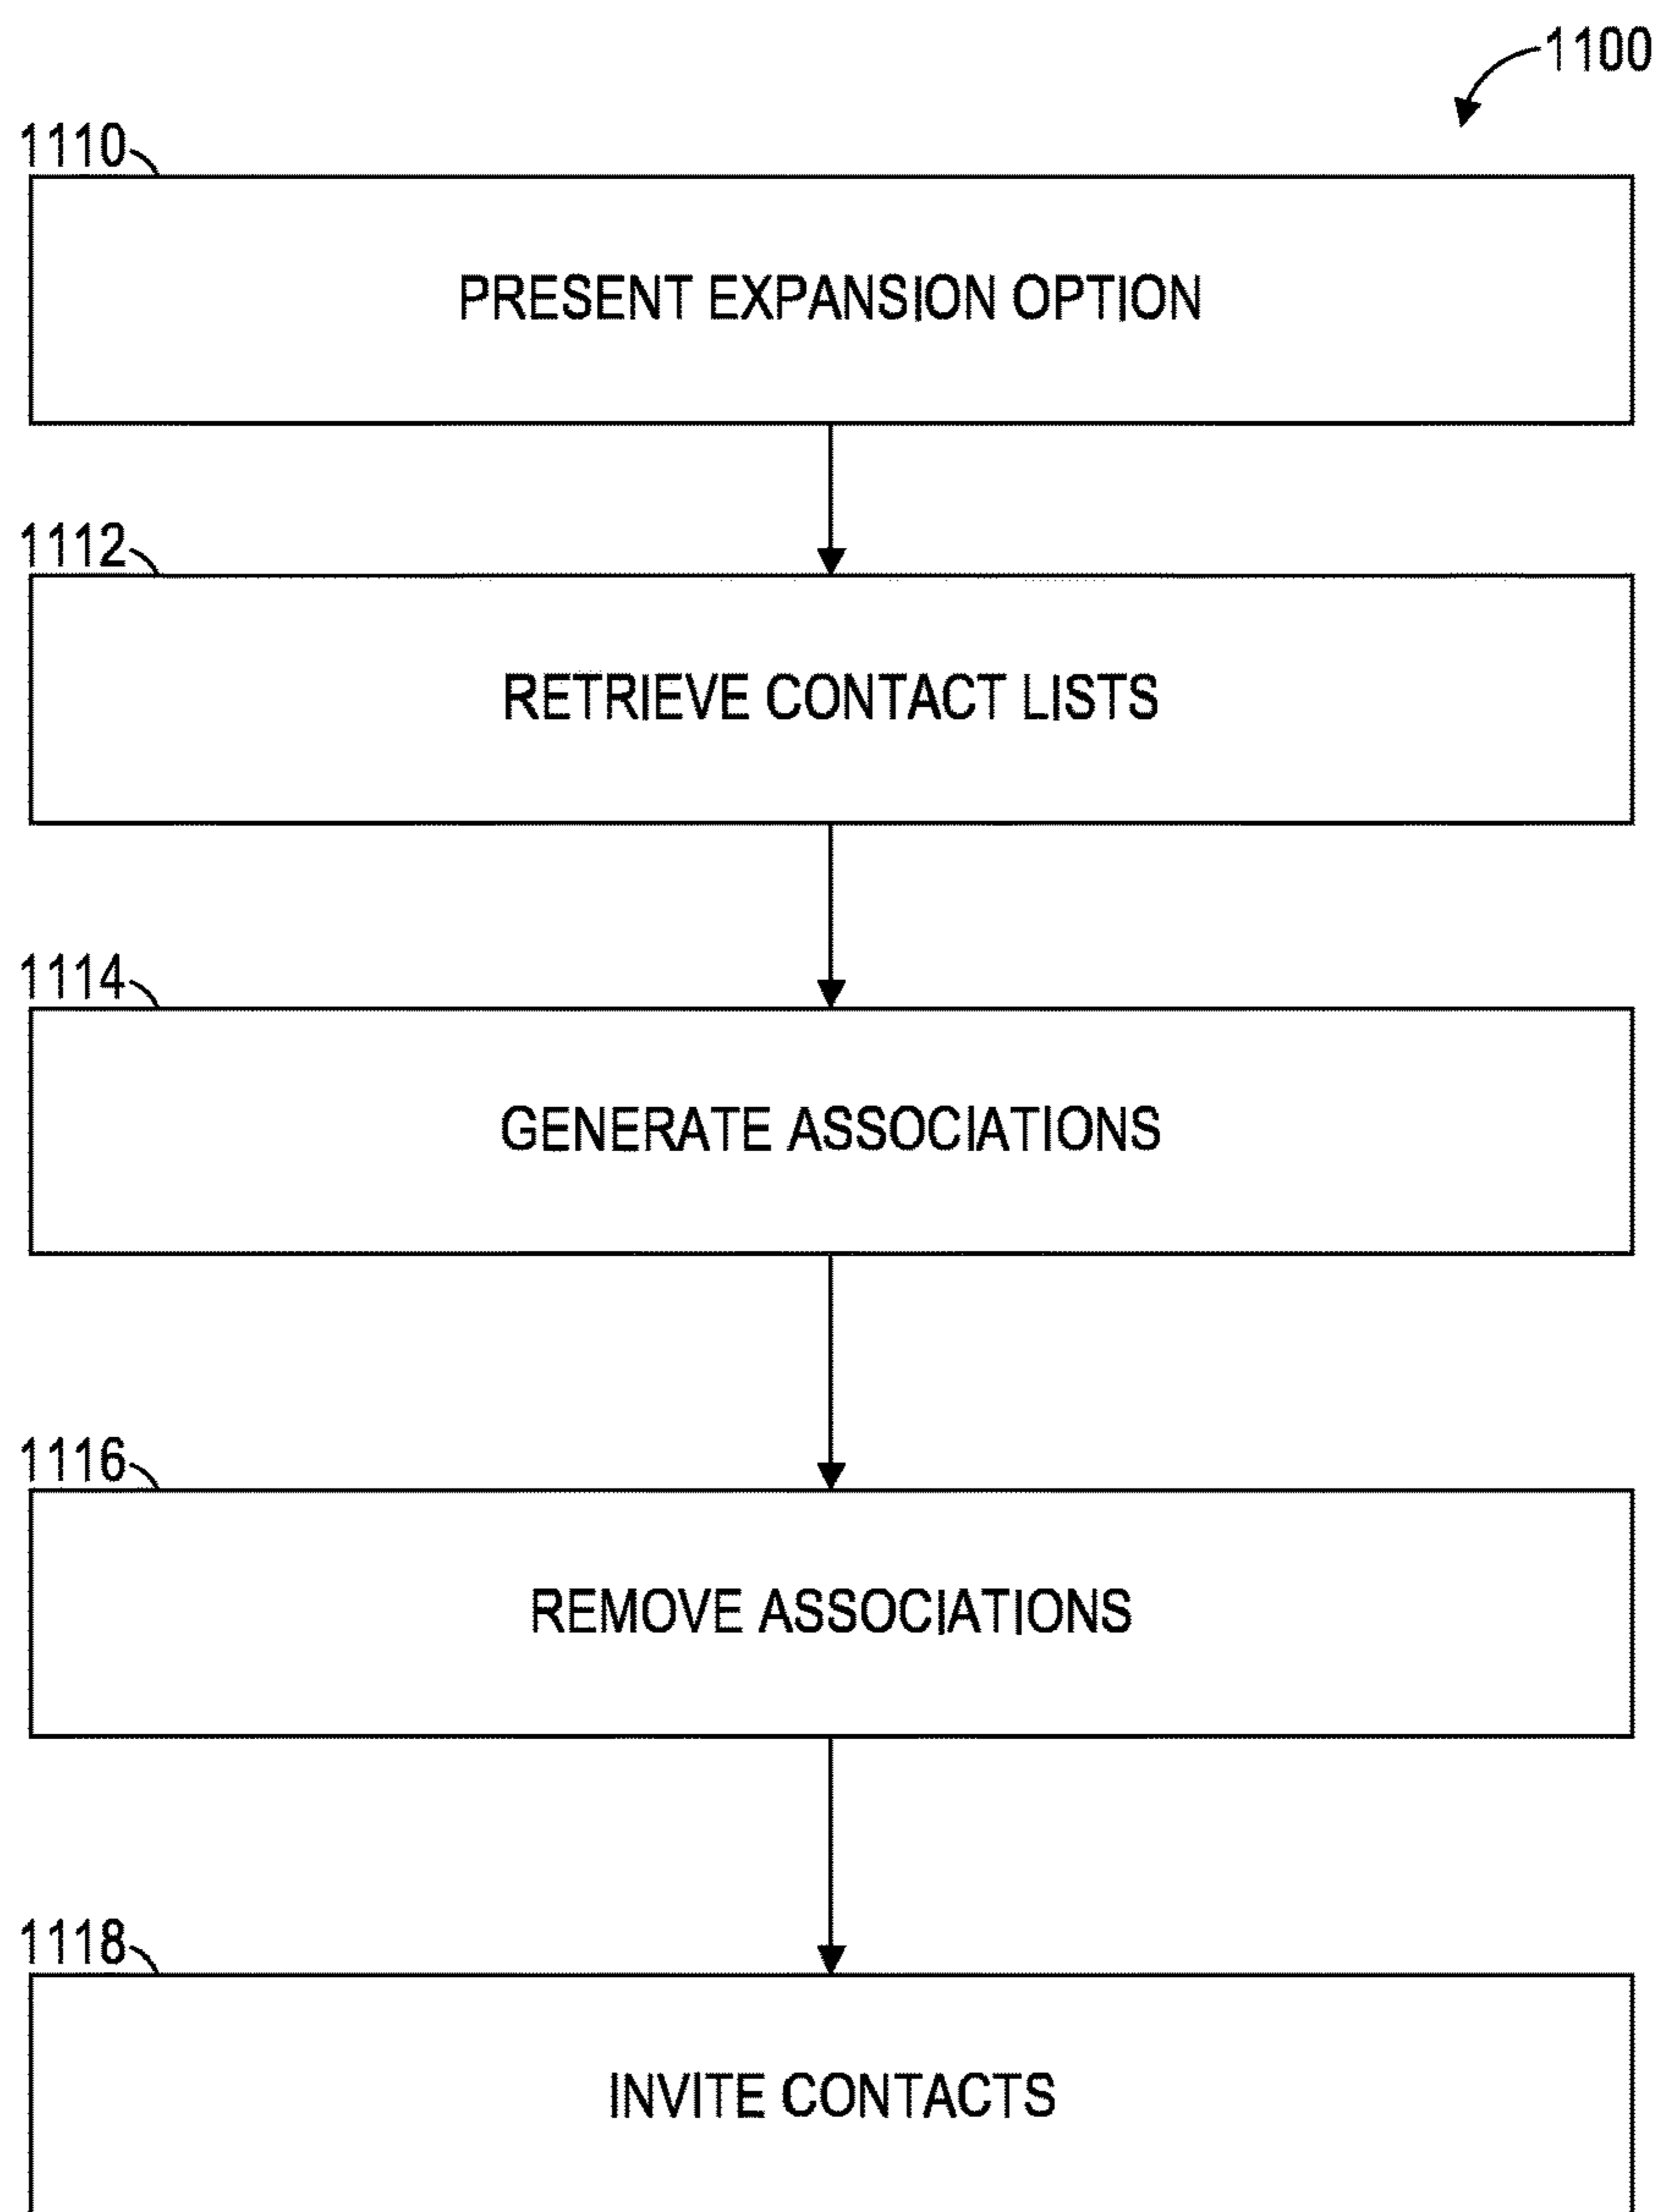 1100
1110
PRESENT EXPANSION OPTION
1112
RETRIEVE CONTACT LISTS
1114
GENERATE ASSOCIATIONS
1116
REMOVE ASSOCIATIONS
1118
INVITE CONTACTS